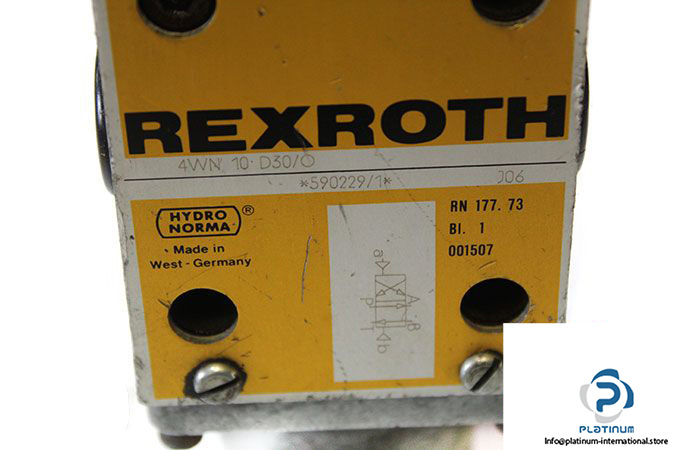 REXROTH
4WN 10 D30/O
*590229/1* J06
HYDRO
NORMA ®
Made in
West-Germany
RN 177. 73
Bl. 1
001507
a
A
P
B
T
b
PLATINUM
Info@platinum-international.store